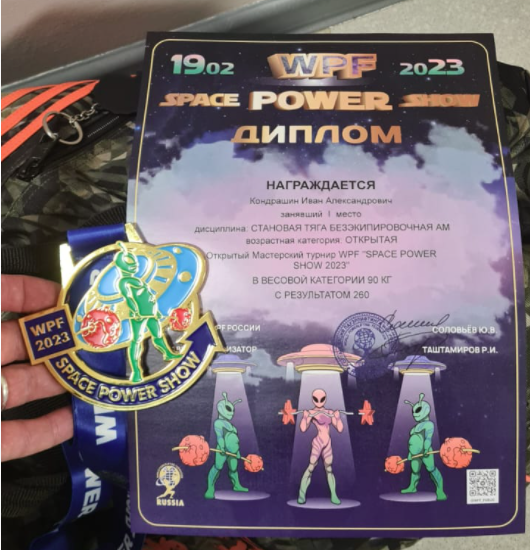 19.02 WPF 2023
SPACE POWER SHOW
ДИПЛОМ
НАГРАЖДАЕТСЯ
Кондрашин Иван Александрович
занявший I место
дисциплина: СТАНОВАЯ ТЯГА БЕЗЭКИПИРОВОЧНАЯ АМ
возрастная категория: ОТКРЫТАЯ
Открытый Мастерский турнир WPF "SPACE POWER
SHOW 2023"
В ВЕСОВОЙ КАТЕГОРИИ 90 КГ
С РЕЗУЛЬТАТОМ 260
РОССИИ
СОЛОВЬЁВ Ю.В
ТАШТАМИРОВ Р.И.
WPF
2023
SPACE POWER SHOW
RUSSIA